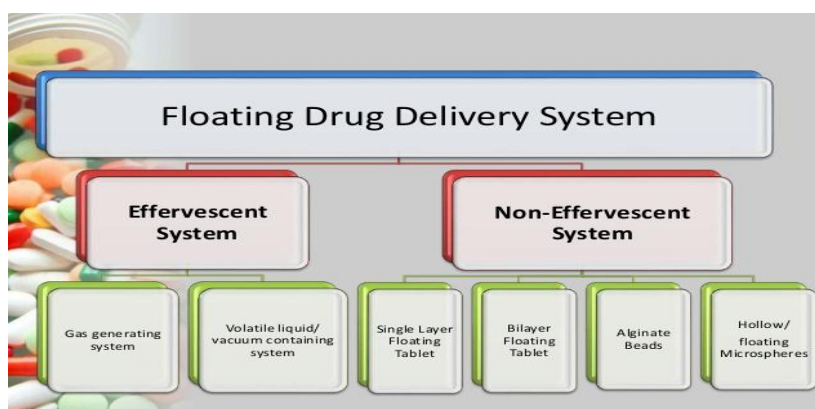 Floating Drug Delivery System
Effervescent
System
Non-Effervescent
System
Gas generating
system
Volatile liquid/
vacuum containing
system
Single Layer
Floating
Tablet
Bilayer
Floating
Tablet
Alginate
Beads
Hollow/
floating
Microspheres